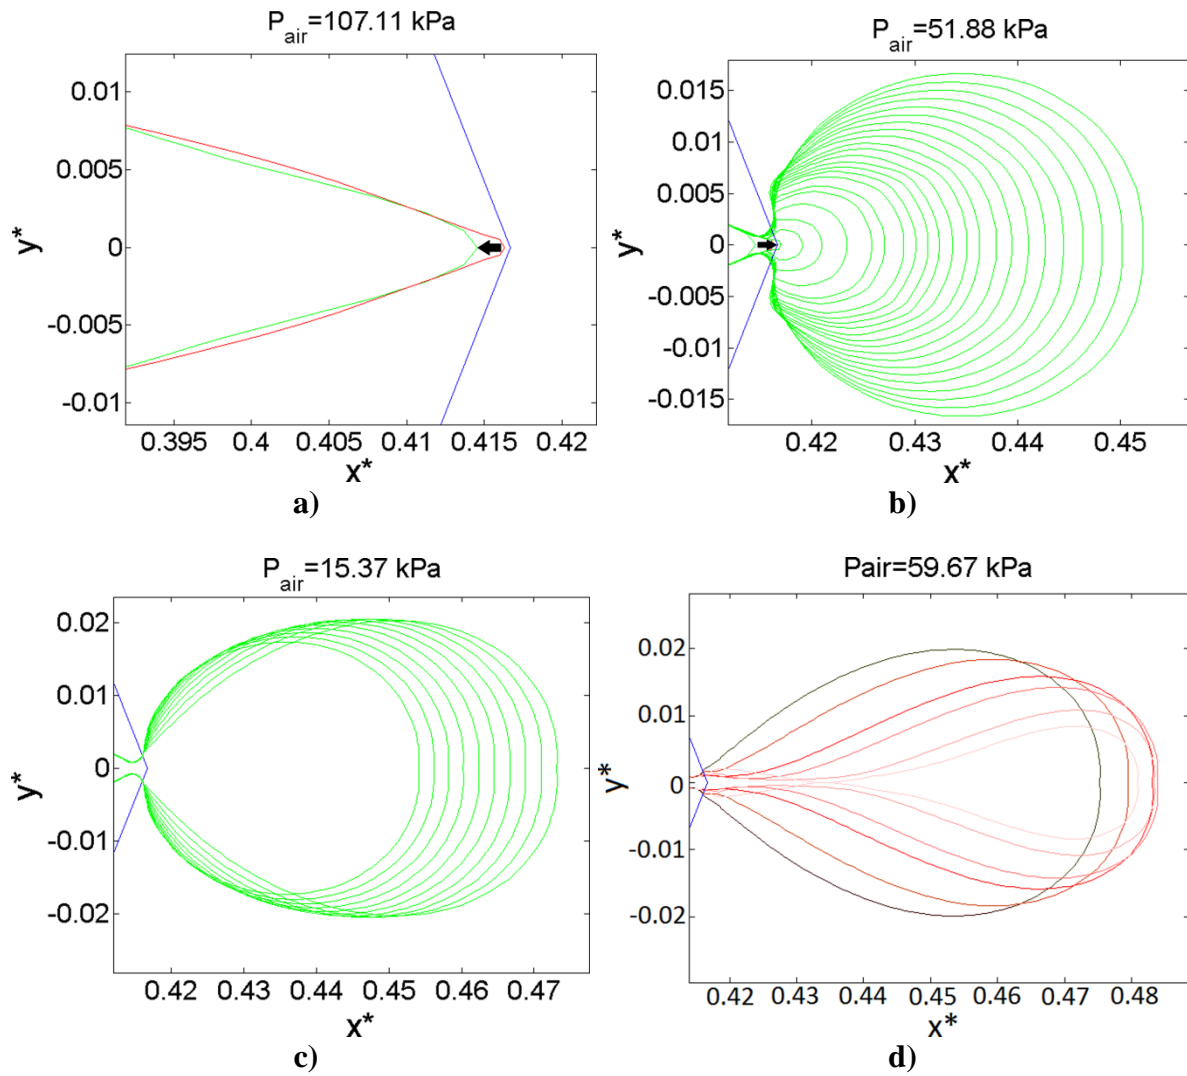 P_air=107.11 kPa
y*
0.01
0.005
0
-0.005
-0.01
0.395 0.4 0.405 0.41 0.415 0.42
x*
a)
P_air=51.88 kPa
y*
0.015
0.01
0.005
0
-0.005
-0.01
-0.015
0.42 0.43 0.44 0.45
x*
b)
P_air=15.37 kPa
y*
0.02
0.01
0
-0.01
-0.02
0.42 0.43 0.44 0.45 0.46 0.47
x*
c)
Pair=59.67 kPa
y*
0.02
0.01
0
-0.01
-0.02
0.42 0.43 0.44 0.45 0.46 0.47 0.48
x*
d)